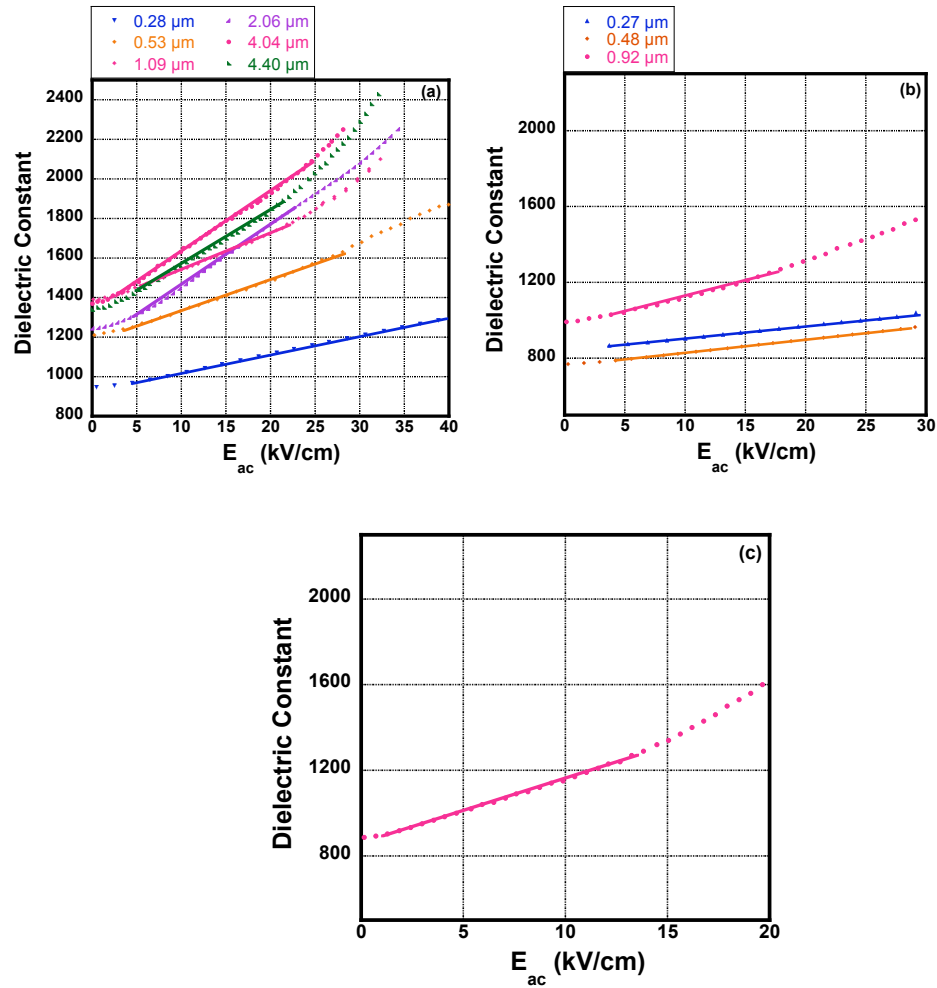 0.28 µm 2.06 µm
0.53 µm 4.04 µm
1.09 µm 4.40 µm
(a)
2400
2200
2000
1800
1600
1400
1200
1000
800
Dielectric Constant
0 5 10 15 20 25 30 35 40
E_ac (kV/cm)
0.27 µm
0.48 µm
0.92 µm
(b)
2000
1600
1200
800
Dielectric Constant
0 5 10 15 20 25 30
E_ac (kV/cm)
(c)
2000
1600
1200
800
Dielectric Constant
0 5 10 15 20
E_ac (kV/cm)